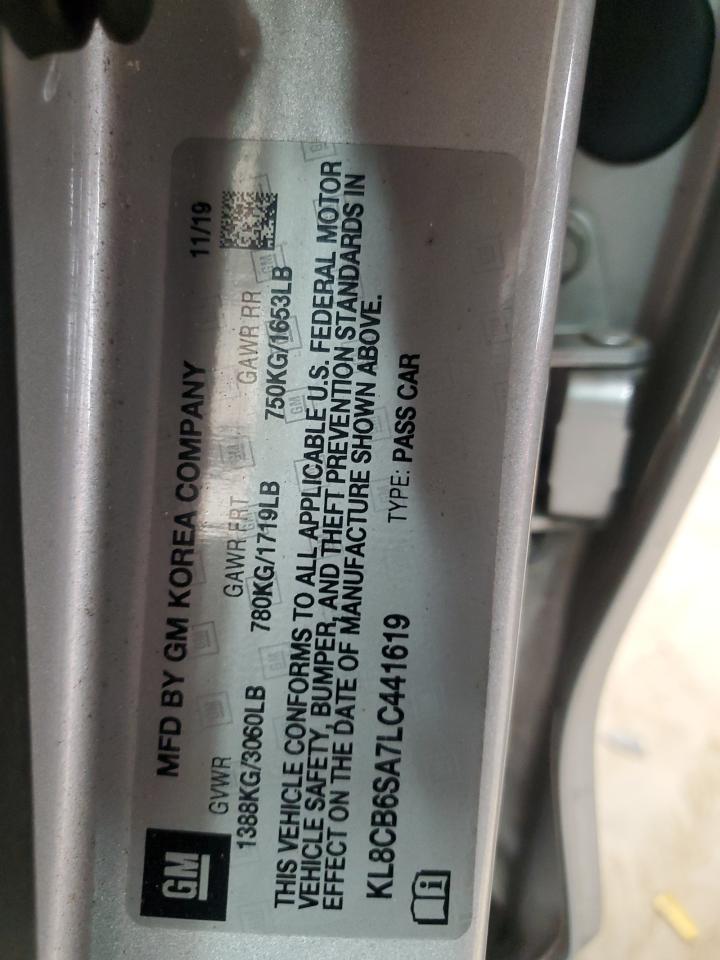 GM
MFD BY GM KOREA COMPANY 11/19
GVWR GAWR FRT GAWR RR
1388KG/3060LB 780KG/1719LB 750KG/1653LB
THIS VEHICLE CONFORMS TO ALL APPLICABLE U.S. FEDERAL MOTOR
VEHICLE SAFETY, BUMPER, AND THEFT PREVENTION STANDARDS IN
EFFECT ON THE DATE OF MANUFACTURE SHOWN ABOVE.
KL8CB6SA7LC441619 TYPE: PASS CAR